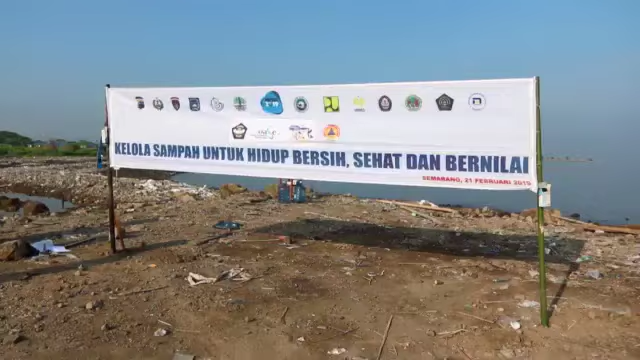 KELOLA SAMPAH UNTUK HIDUP BERSIH, SEHAT DAN BERNILAI
SEMARANG, 21 FEBRUARI 2019